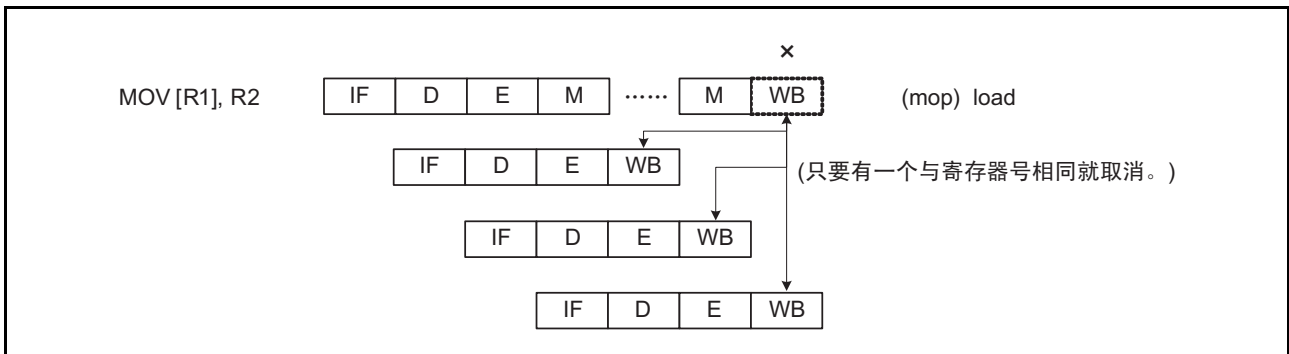 ×
MOV [R1], R2 IF D E M ...... M WB (mop) load
IF D E WB
(只要有一个与寄存器号相同就取消。)
IF D E WB
IF D E WB